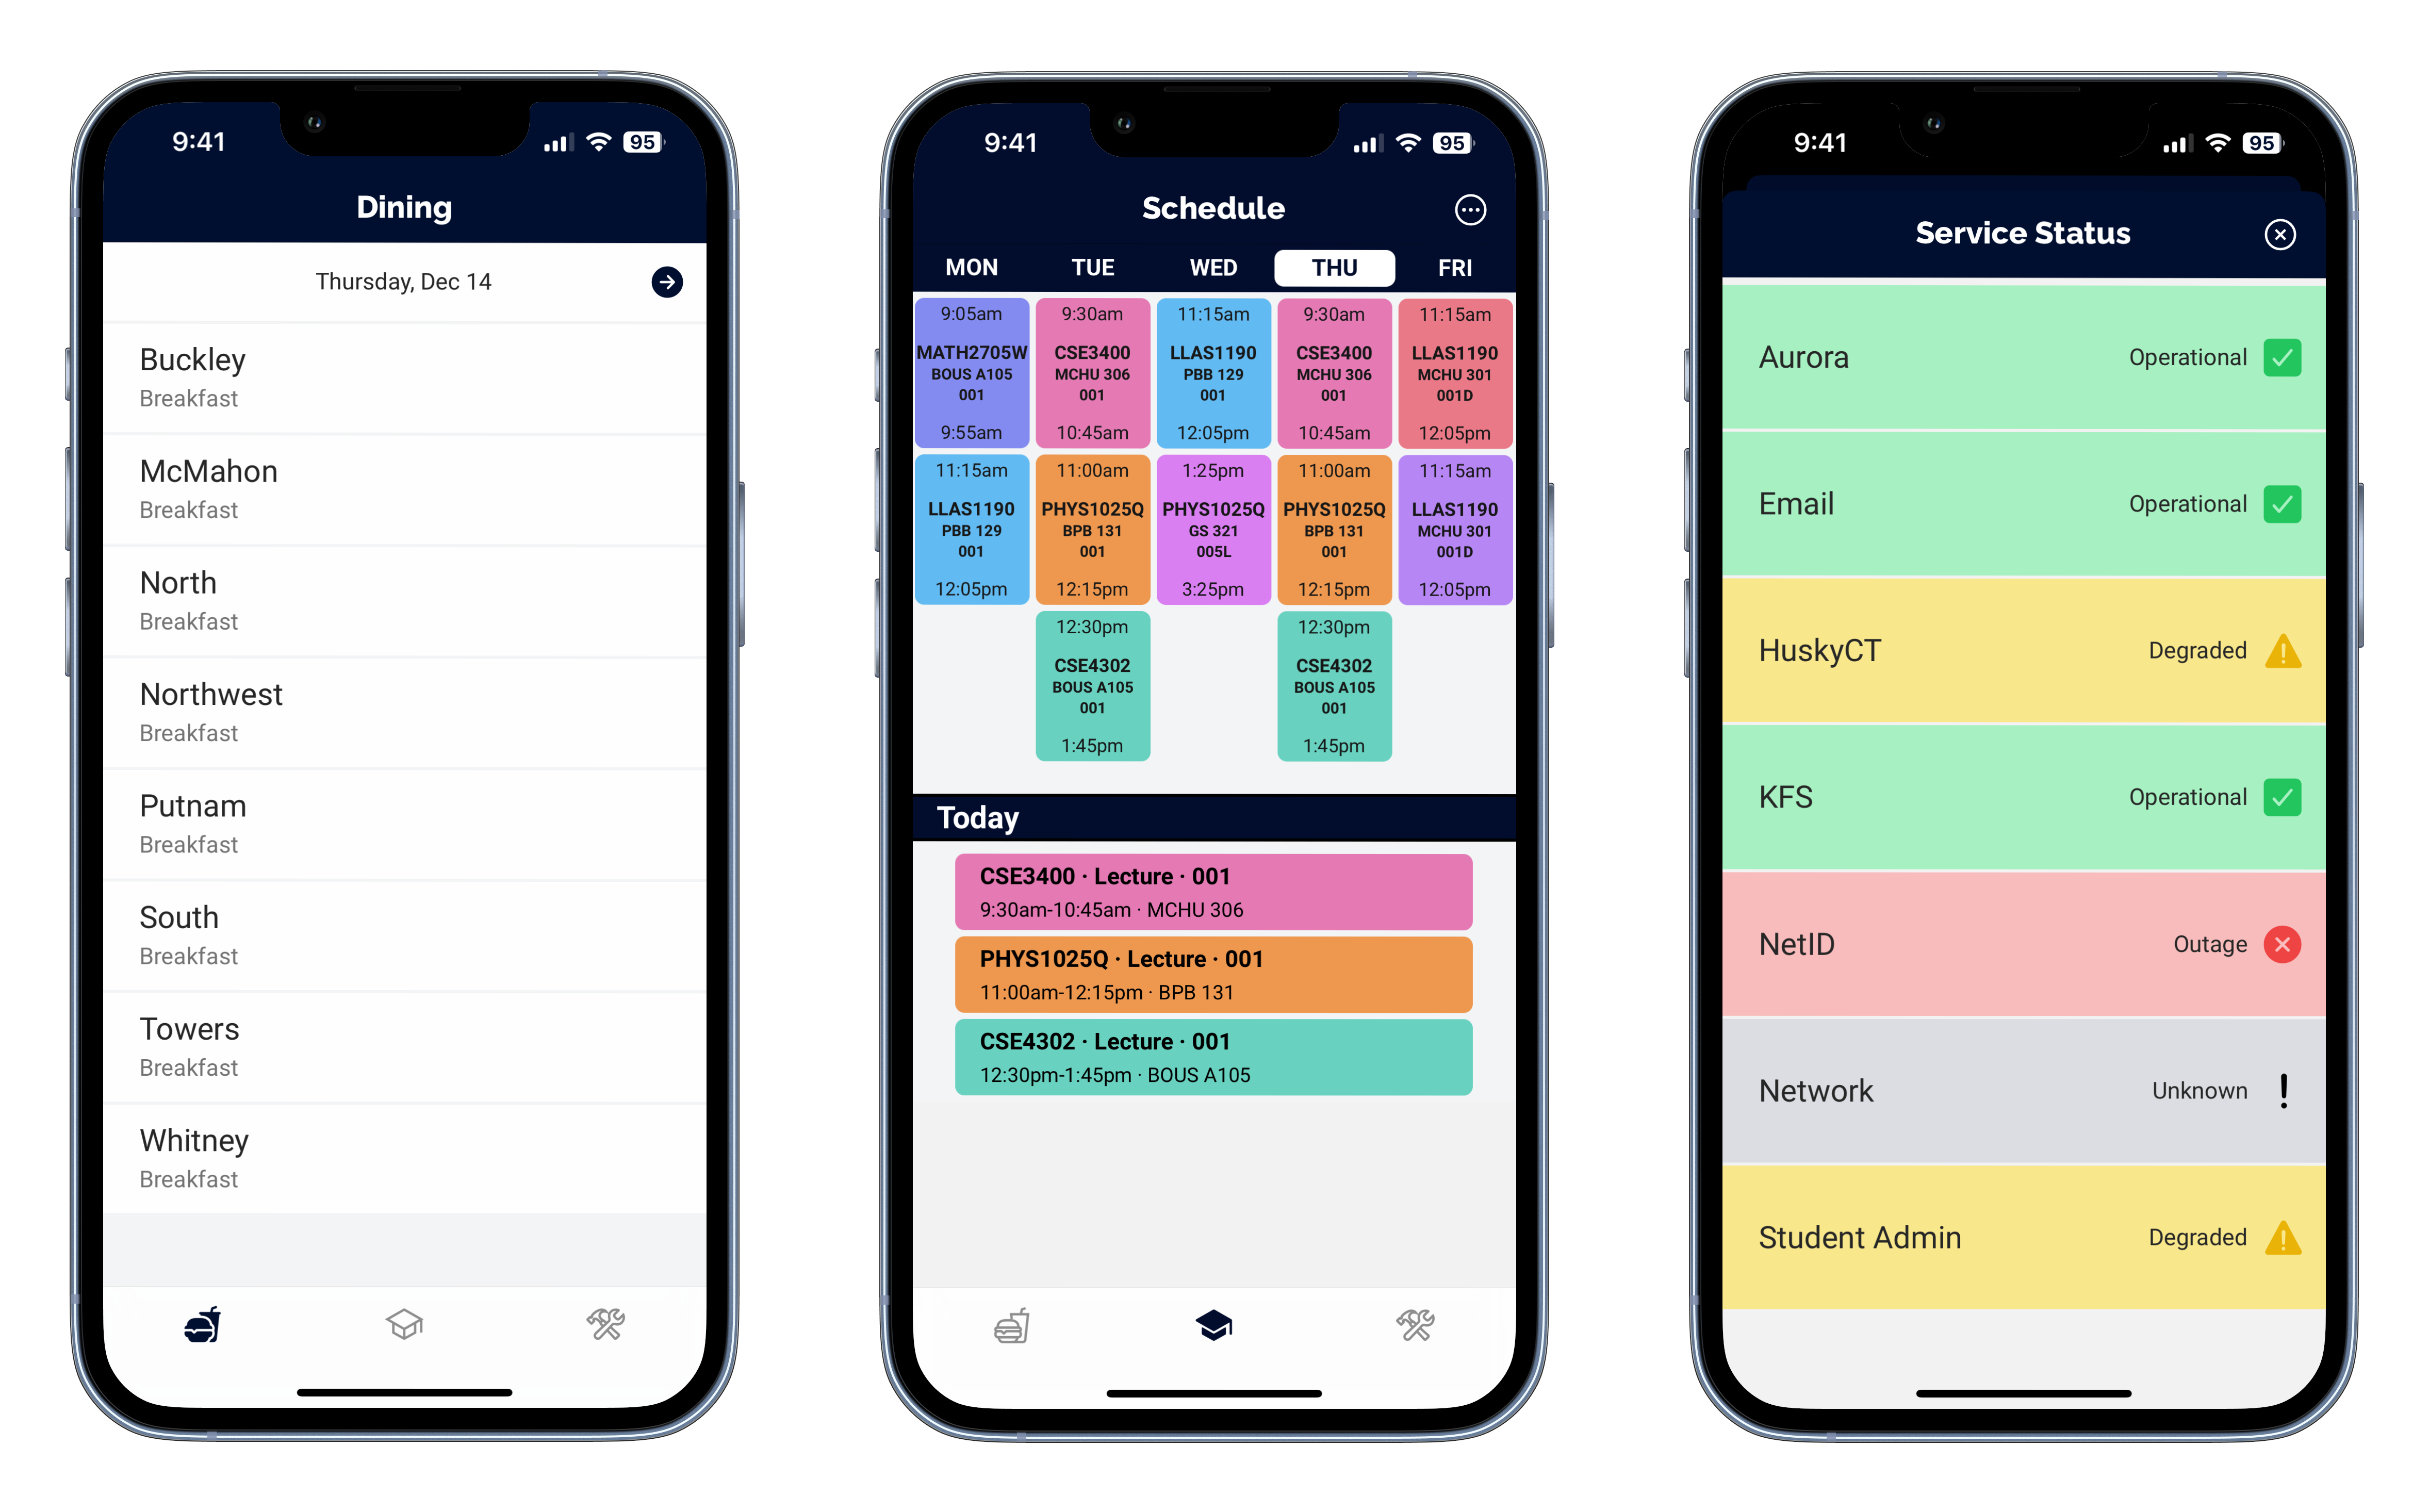 9:41
95
Dining
Thursday, Dec 14
Buckley
Breakfast
McMahon
Breakfast
North
Breakfast
Northwest
Breakfast
Putnam
Breakfast
South
Breakfast
Towers
Breakfast
Whitney
Breakfast
9:41
95
Schedule
MON TUE WED THU FRI
9:05am
MATH2705W
BOUS A105
001
9:55am
11:15am
LLAS1190
PBB 129
001
12:05pm
9:30am
CSE3400
MCHU 306
001
10:45am
11:00am
PHYS1025Q
BPB 131
001
12:15pm
12:30pm
CSE4302
BOUS A105
001
1:45pm
11:15am
LLAS1190
PBB 129
001
12:05pm
1:25pm
PHYS1025Q
GS 321
005L
3:25pm
9:30am
CSE3400
MCHU 306
001
10:45am
11:00am
PHYS1025Q
BPB 131
001
12:15pm
12:30pm
CSE4302
BOUS A105
001
1:45pm
11:15am
LLAS1190
MCHU 301
001D
12:05pm
11:15am
LLAS1190
MCHU 301
001D
12:05pm
Today
CSE3400 · Lecture · 001
9:30am-10:45am · MCHU 306
PHYS1025Q · Lecture · 001
11:00am-12:15pm · BPB 131
CSE4302 · Lecture · 001
12:30pm-1:45pm · BOUS A105
9:41
95
Service Status
Aurora Operational
Email Operational
HuskyCT Degraded
KFS Operational
NetID Outage
Network Unknown
Student Admin Degraded